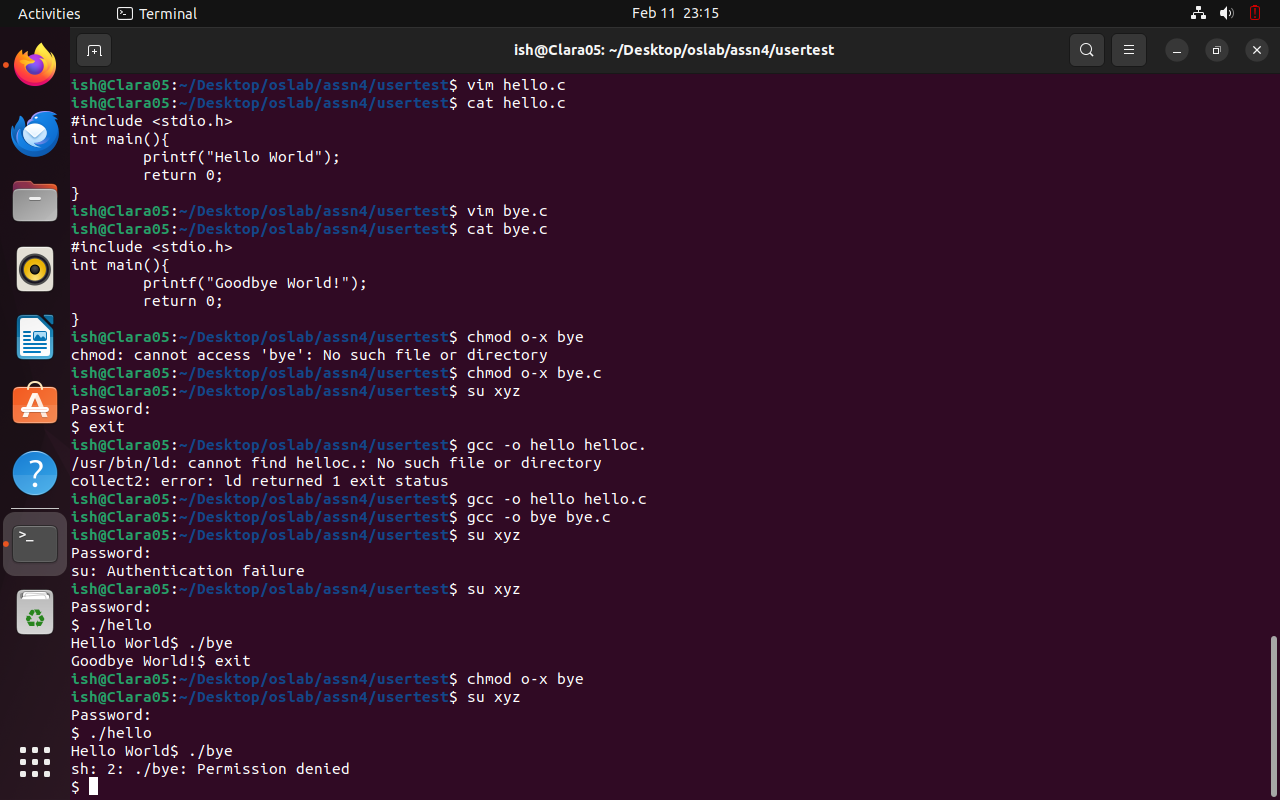 Activities Terminal Feb 11 23:15
ish@Clara05: ~/Desktop/oslab/assn4/usertest
ish@Clara05:~/Desktop/oslab/assn4/usertest$ vim hello.c
ish@Clara05:~/Desktop/oslab/assn4/usertest$ cat hello.c
#include <stdio.h>
int main(){
        printf("Hello World");
        return 0;
}
ish@Clara05:~/Desktop/oslab/assn4/usertest$ vim bye.c
ish@Clara05:~/Desktop/oslab/assn4/usertest$ cat bye.c
#include <stdio.h>
int main(){
        printf("Goodbye World!");
        return 0;
}
ish@Clara05:~/Desktop/oslab/assn4/usertest$ chmod o-x bye
chmod: cannot access 'bye': No such file or directory
ish@Clara05:~/Desktop/oslab/assn4/usertest$ chmod o-x bye.c
ish@Clara05:~/Desktop/oslab/assn4/usertest$ su xyz
Password:
$ exit
ish@Clara05:~/Desktop/oslab/assn4/usertest$ gcc -o hello helloc.
/usr/bin/ld: cannot find helloc.: No such file or directory
collect2: error: ld returned 1 exit status
ish@Clara05:~/Desktop/oslab/assn4/usertest$ gcc -o hello hello.c
ish@Clara05:~/Desktop/oslab/assn4/usertest$ gcc -o bye bye.c
ish@Clara05:~/Desktop/oslab/assn4/usertest$ su xyz
Password:
su: Authentication failure
ish@Clara05:~/Desktop/oslab/assn4/usertest$ su xyz
Password:
$ ./hello
Hello World$ ./bye
Goodbye World!$ exit
ish@Clara05:~/Desktop/oslab/assn4/usertest$ chmod o-x bye
ish@Clara05:~/Desktop/oslab/assn4/usertest$ su xyz
Password:
$ ./hello
Hello World$ ./bye
sh: 2: ./bye: Permission denied
$